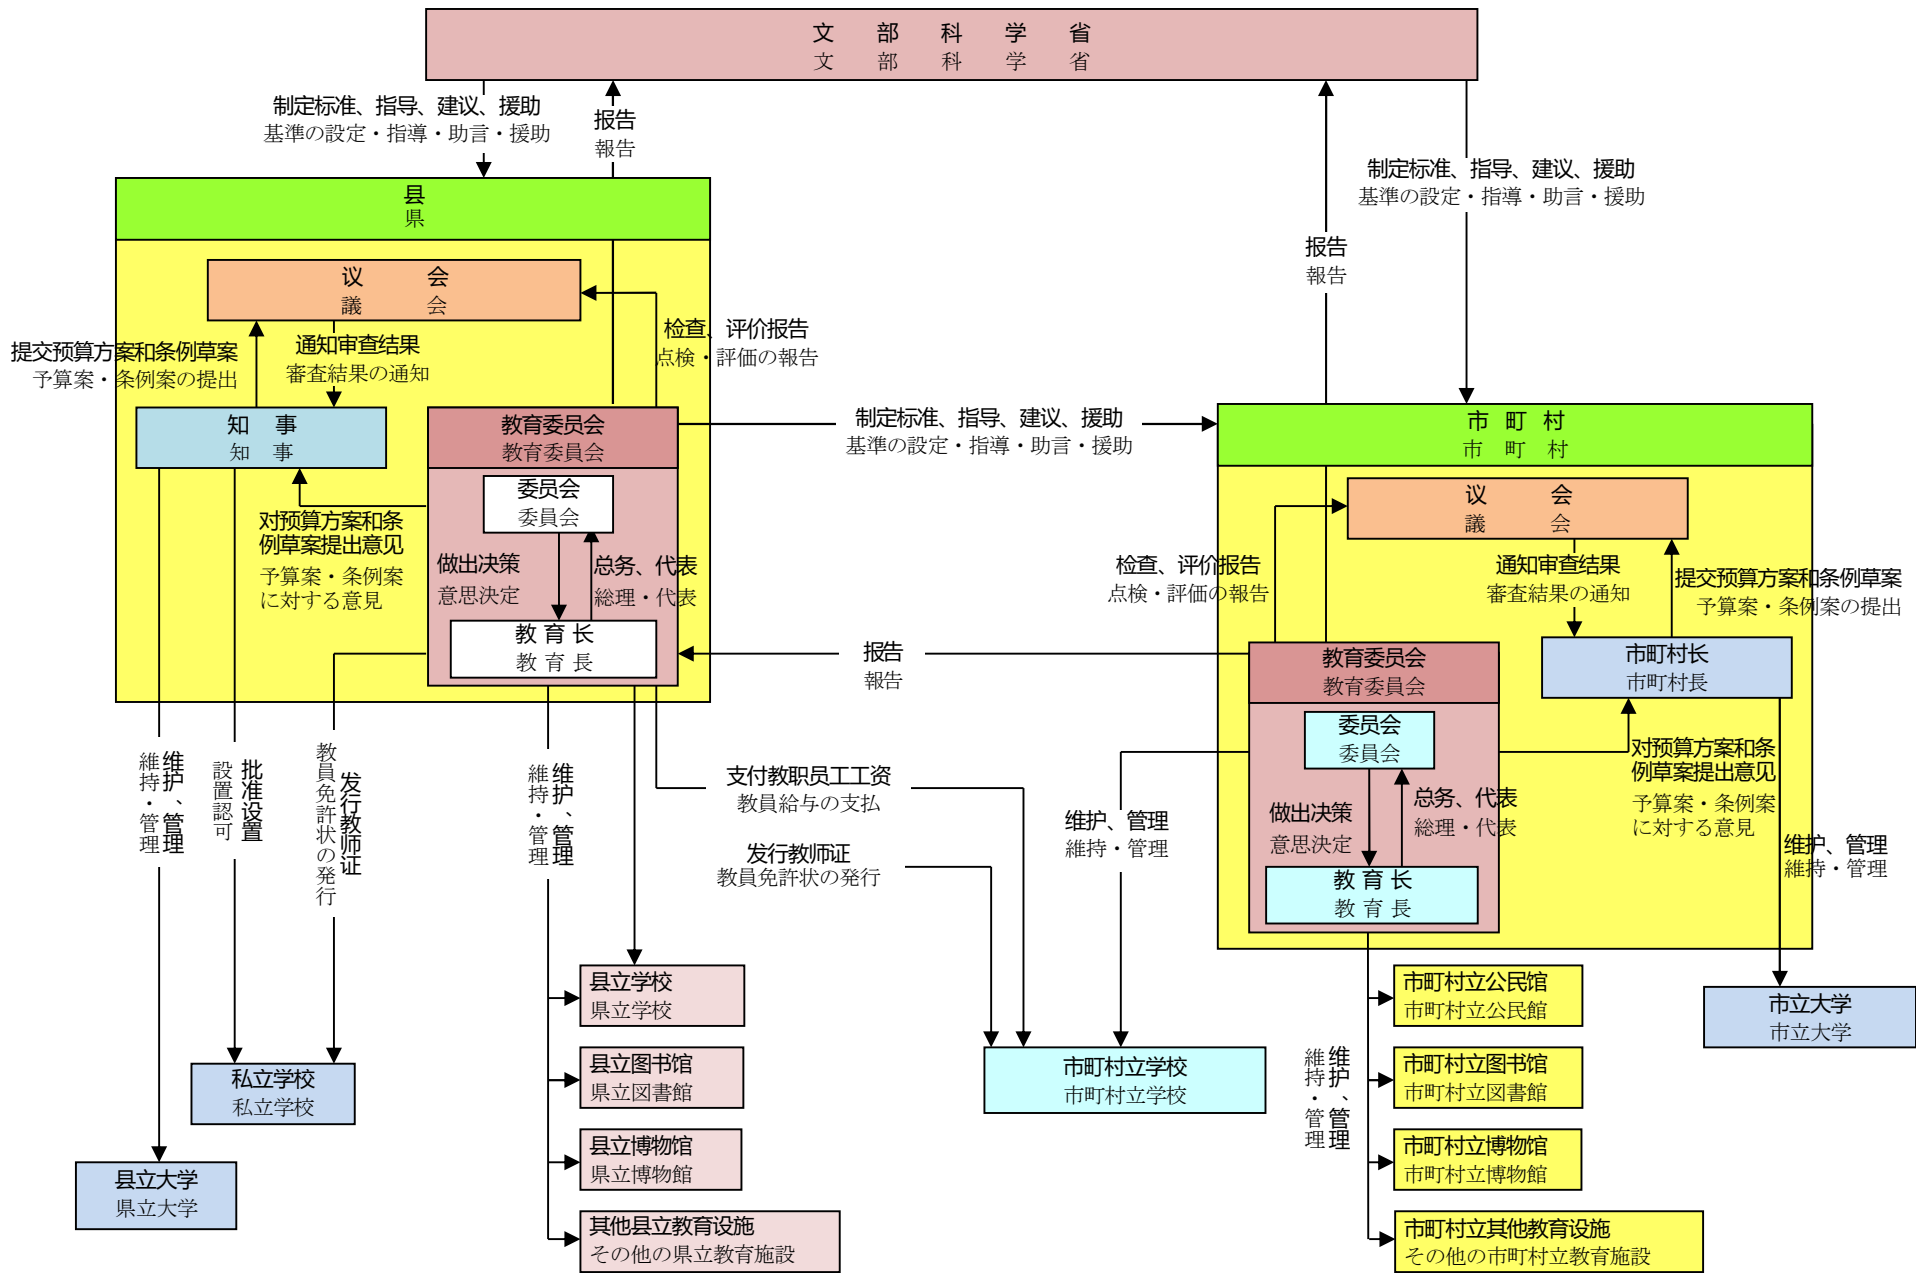 文部科学省
文部科学省
制定标准、指导、建议、援助
基準の設定・指導・助言・援助
报告
報告
制定标准、指导、建议、援助
基準の設定・指導・助言・援助
报告
報告
县
県
议会
議会
提交预算方案和条例草案
予算案・条例案の提出
通知审查结果
審査結果の通知
检查、评价报告
点検・評価の報告
知事
知事
教育委员会
教育委員会
委员会
委員会
对预算方案和条
例草案提出意见
予算案・条例案
に対する意見
做出决策
意思決定
总务、代表
総理・代表
教育长
教育長
制定标准、指导、建议、援助
基準の設定・指導・助言・援助
报告
報告
市町村
市町村
议会
議会
检查、评价报告
点検・評価の報告
通知审查结果
審査結果の通知
提交预算方案和条例草案
予算案・条例案の提出
教育委员会
教育委員会
市町村长
市町村長
委员会
委員会
对预算方案和条
例草案提出意见
予算案・条例案
に対する意見
做出决策
意思決定
总务、代表
総理・代表
教育长
教育長
维护、管理
維持・管理
批准设置
設置認可
发行教师证
教員免許状の発行
维护、管理
維持・管理
支付教职员工工资
教員給与の支払
发行教师证
教員免許状の発行
维护、管理
維持・管理
维护、管理
維持・管理
县立学校
県立学校
县立图书馆
県立図書館
县立博物馆
県立博物館
其他县立教育设施
その他の県立教育施設
私立学校
私立学校
县立大学
県立大学
市町村立学校
市町村立学校
维护、管理
維持・管理
市町村立公民馆
市町村立公民館
市町村立图书馆
市町村立図書館
市町村立博物馆
市町村立博物館
市町村立其他教育设施
その他の市町村立教育施設
市立大学
市立大学